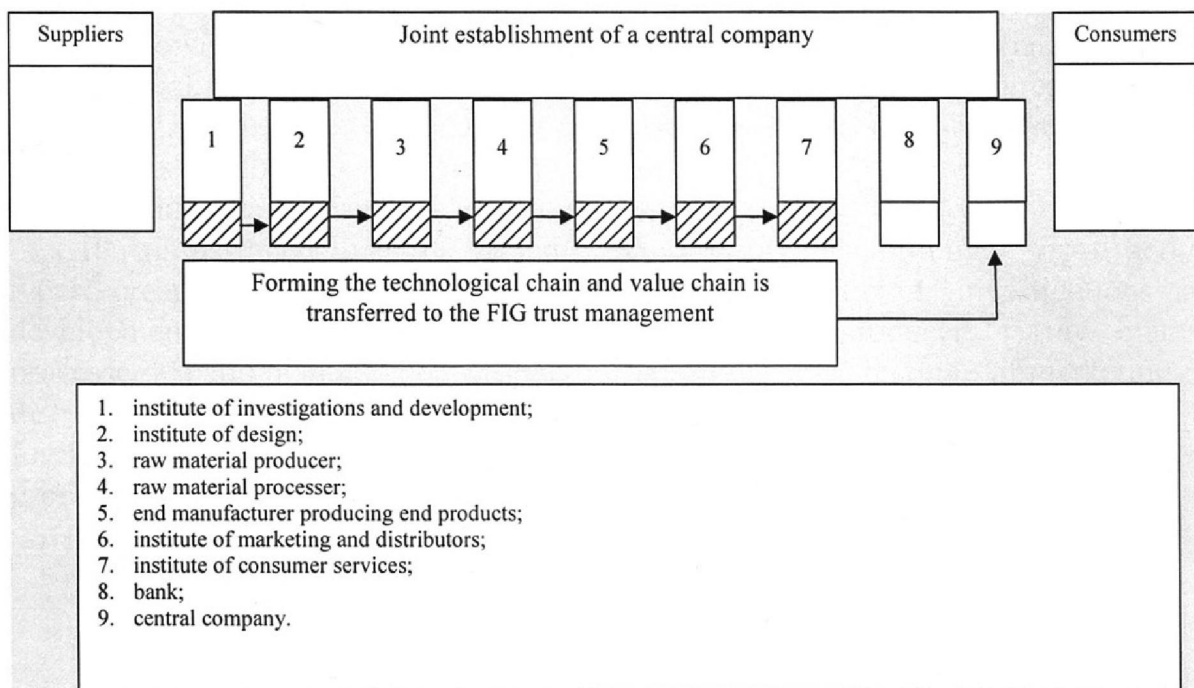 Suppliers
Joint establishment of a central company
Consumers
1
2
3
4
5
6
7
8
9
Forming the technological chain and value chain is
transferred to the FIG trust management
1. institute of investigations and development;
2. institute of design;
3. raw material producer;
4. raw material processer;
5. end manufacturer producing end products;
6. institute of marketing and distributors;
7. institute of consumer services;
8. bank;
9. central company.